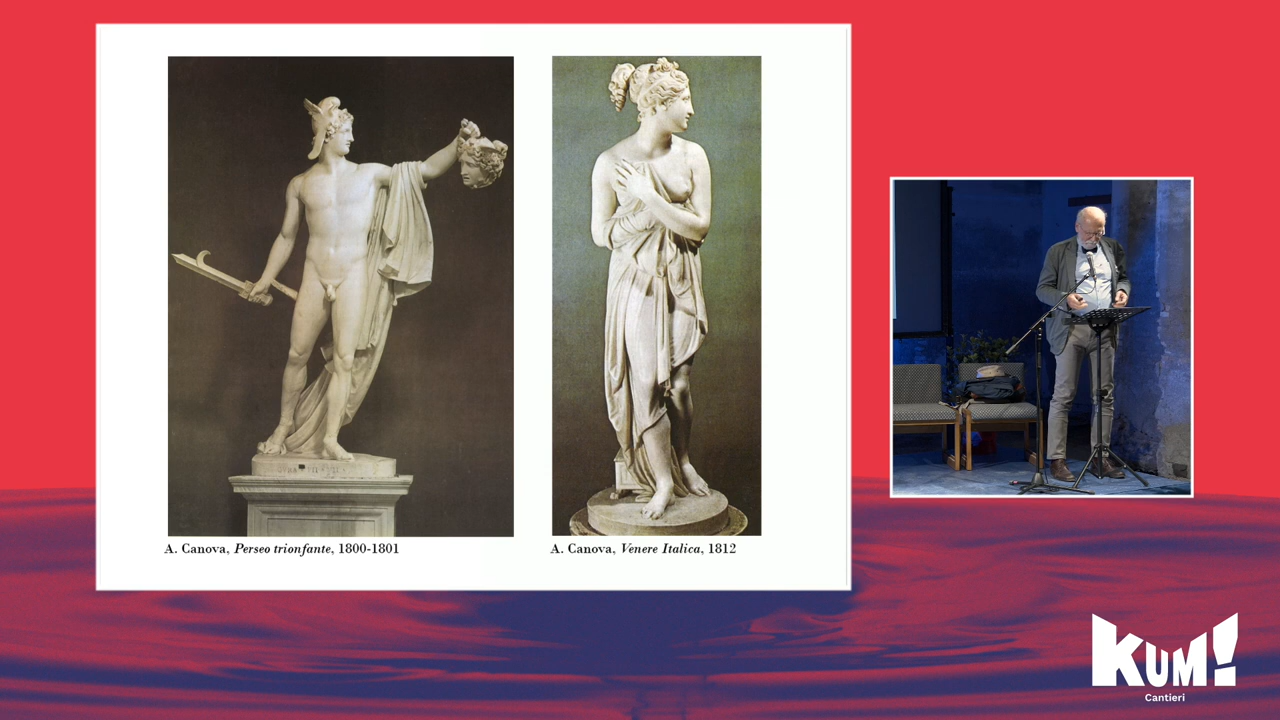 A. Canova, Perseo trionfante, 1800-1801
A. Canova, Venere Italica, 1812
KUM!
Cantieri